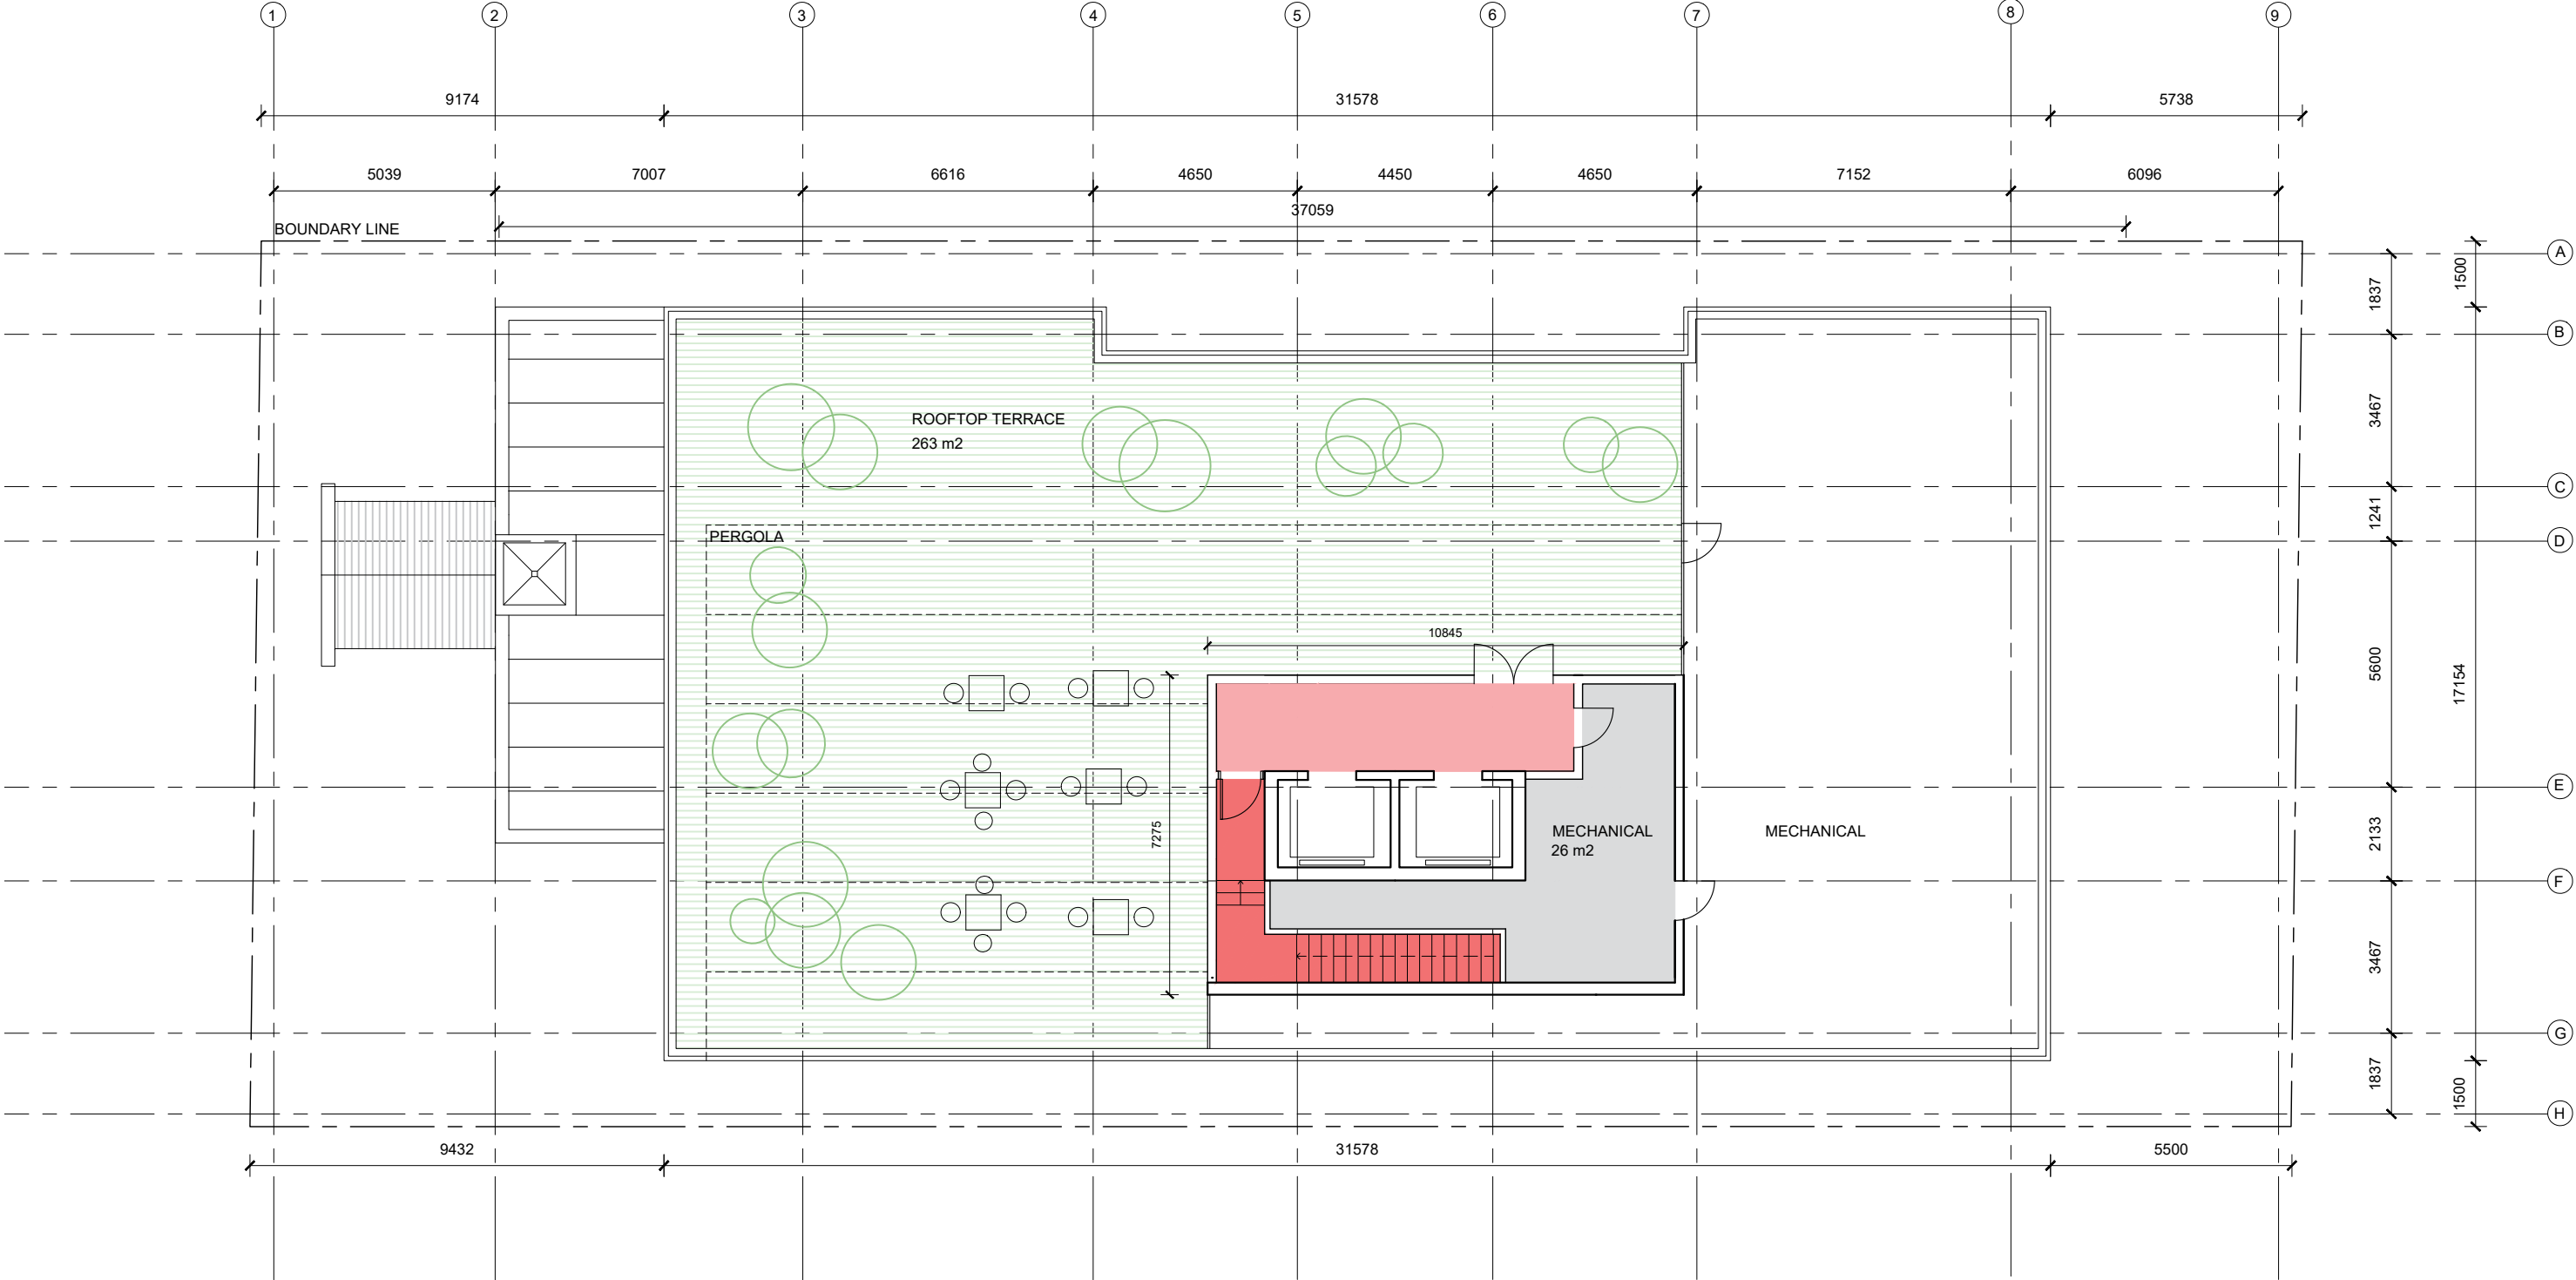 1 2 3 4 5 6 7 8 9
9174 31578 5738
5039 7007 6616 4650 4450 4650 7152 6096
37059
BOUNDARY LINE
A
1500
1837
B
ROOFTOP TERRACE
263 m2
3467
C
1241
PERGOLA
D
10845
5600
17154
E
7275
MECHANICAL
26 m2
MECHANICAL
2133
F
3467
G
1837
1500
H
9432 31578 5500